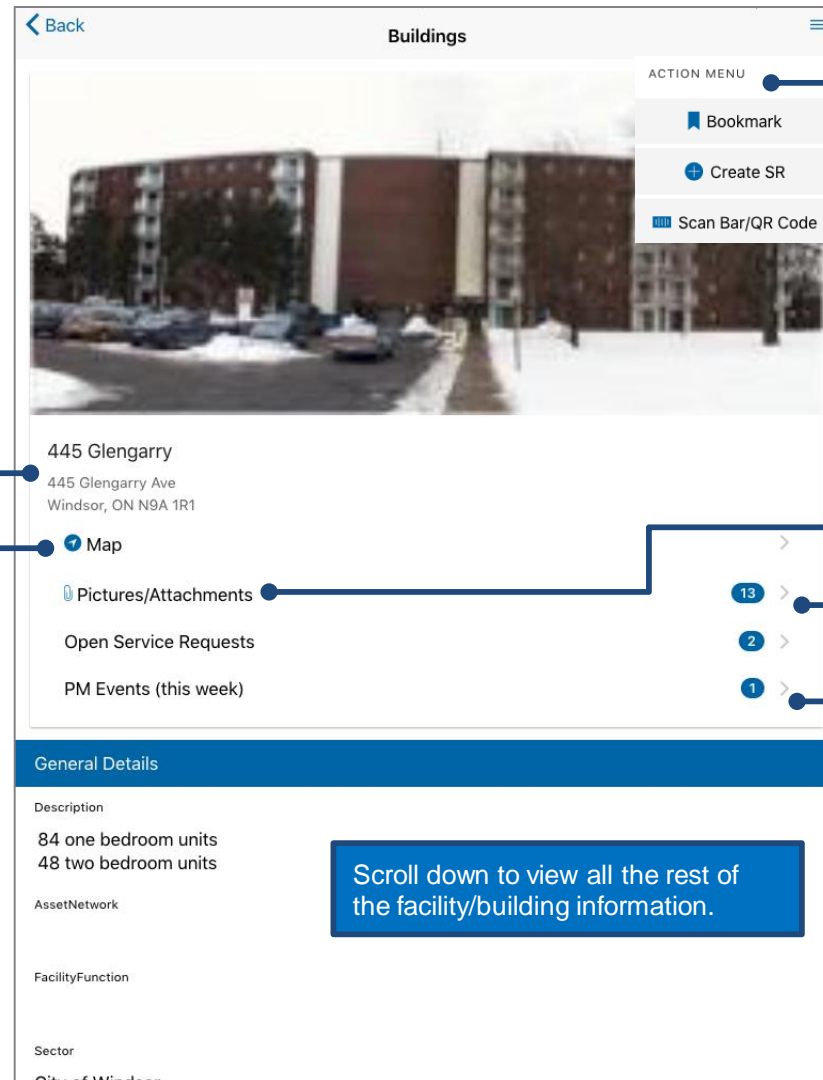 Back
Buildings
ACTION MENU
Bookmark
Create SR
Scan Bar/QR Code
445 Glengarry
445 Glengarry Ave
Windsor, ON N9A 1R1
Map
Pictures/Attachments 13
Open Service Requests 2
PM Events (this week) 1
General Details
Description
84 one bedroom units
48 two bedroom units
Scroll down to view all the rest of
the facility/building information.
AssetNetwork
FacilityFunction
Sector
City of Windsor